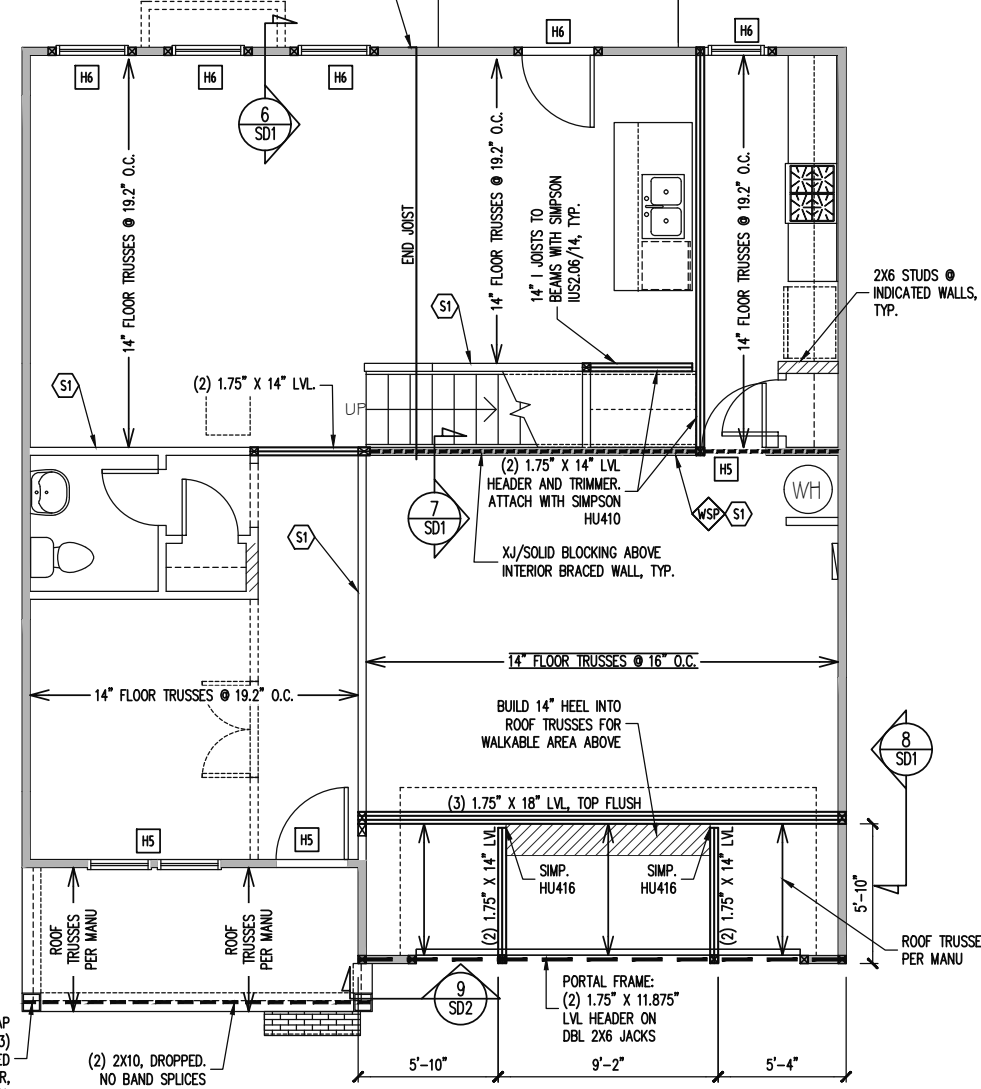 H6
H6
H6
H6
H6
6
SD1
14" FLOOR TRUSSES @ 19.2" O.C.
END JOIST
14" FLOOR TRUSSES @ 19.2" O.C.
14" I JOISTS TO
BEAMS WITH SIMPSON
IUS2.06/14, TYP.
14" FLOOR TRUSSES @ 19.2" O.C.
2X6 STUDS @
INDICATED WALLS,
TYP.
S1
S1
(2) 1.75" X 14" LVL.
UP
(2) 1.75" X 14" LVL
HEADER AND TRIMMER.
ATTACH WITH SIMPSON
HU410
H5
WH
WSP
S1
7
SD1
S1
XJ/SOLID BLOCKING ABOVE
INTERIOR BRACED WALL, TYP.
14" FLOOR TRUSSES @ 16" O.C.
14" FLOOR TRUSSES @ 19.2" O.C.
BUILD 14" HEEL INTO
ROOF TRUSSES FOR
WALKABLE AREA ABOVE
8
SD1
(3) 1.75" X 18" LVL, TOP FLUSH
H5
H5
(2) 1.75" X 14" LVL
SIMP.
HU416
SIMP.
HU416
(2) 1.75" X 14" LVL
5'-10"
ROOF
TRUSSES
PER MANU
ROOF
TRUSSES
PER MANU
ROOF TRUSSE
PER MANU
9
SD2
PORTAL FRAME:
(2) 1.75" X 11.875"
LVL HEADER ON
DBL 2X6 JACKS
AP
3)
ED
R,
(2) 2X10, DROPPED.
NO BAND SPLICES
5'-10"
9'-2"
5'-4"